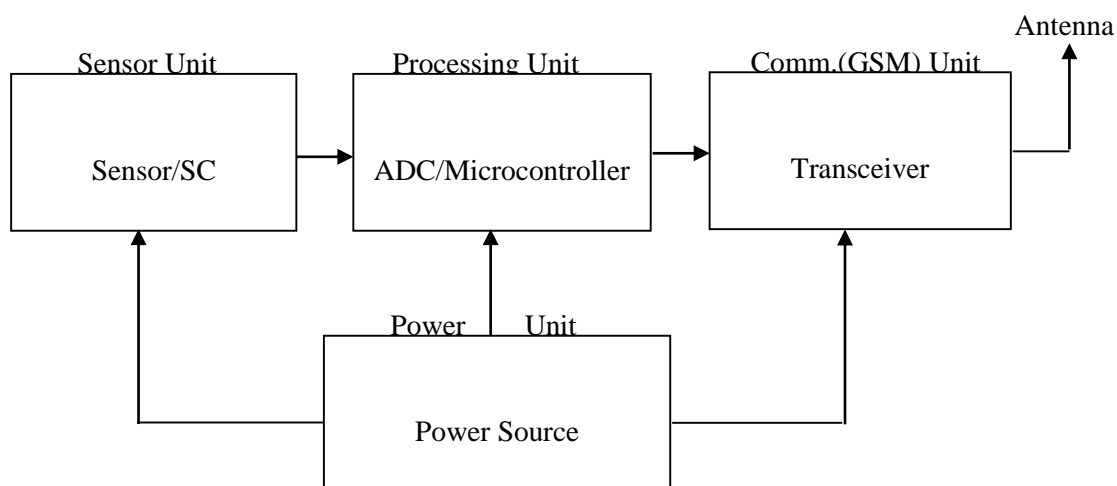 Antenna
Sensor Unit
Processing Unit
Comm.(GSM) Unit
Sensor/SC
ADC/Microcontroller
Transceiver
Power Unit
Power Source